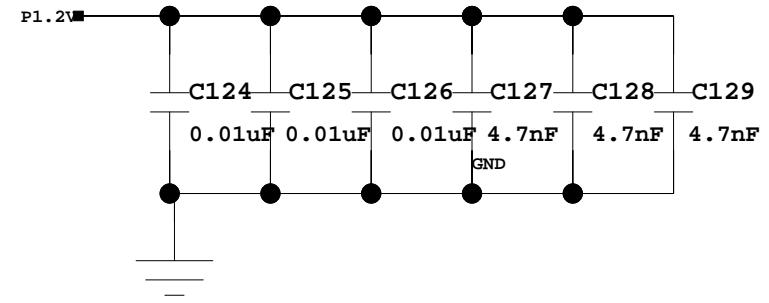 P1.2V
C124 C125 C126 C127 C128 C129
0.01uF 0.01uF 0.01uF 4.7nF 4.7nF 4.7nF
GND